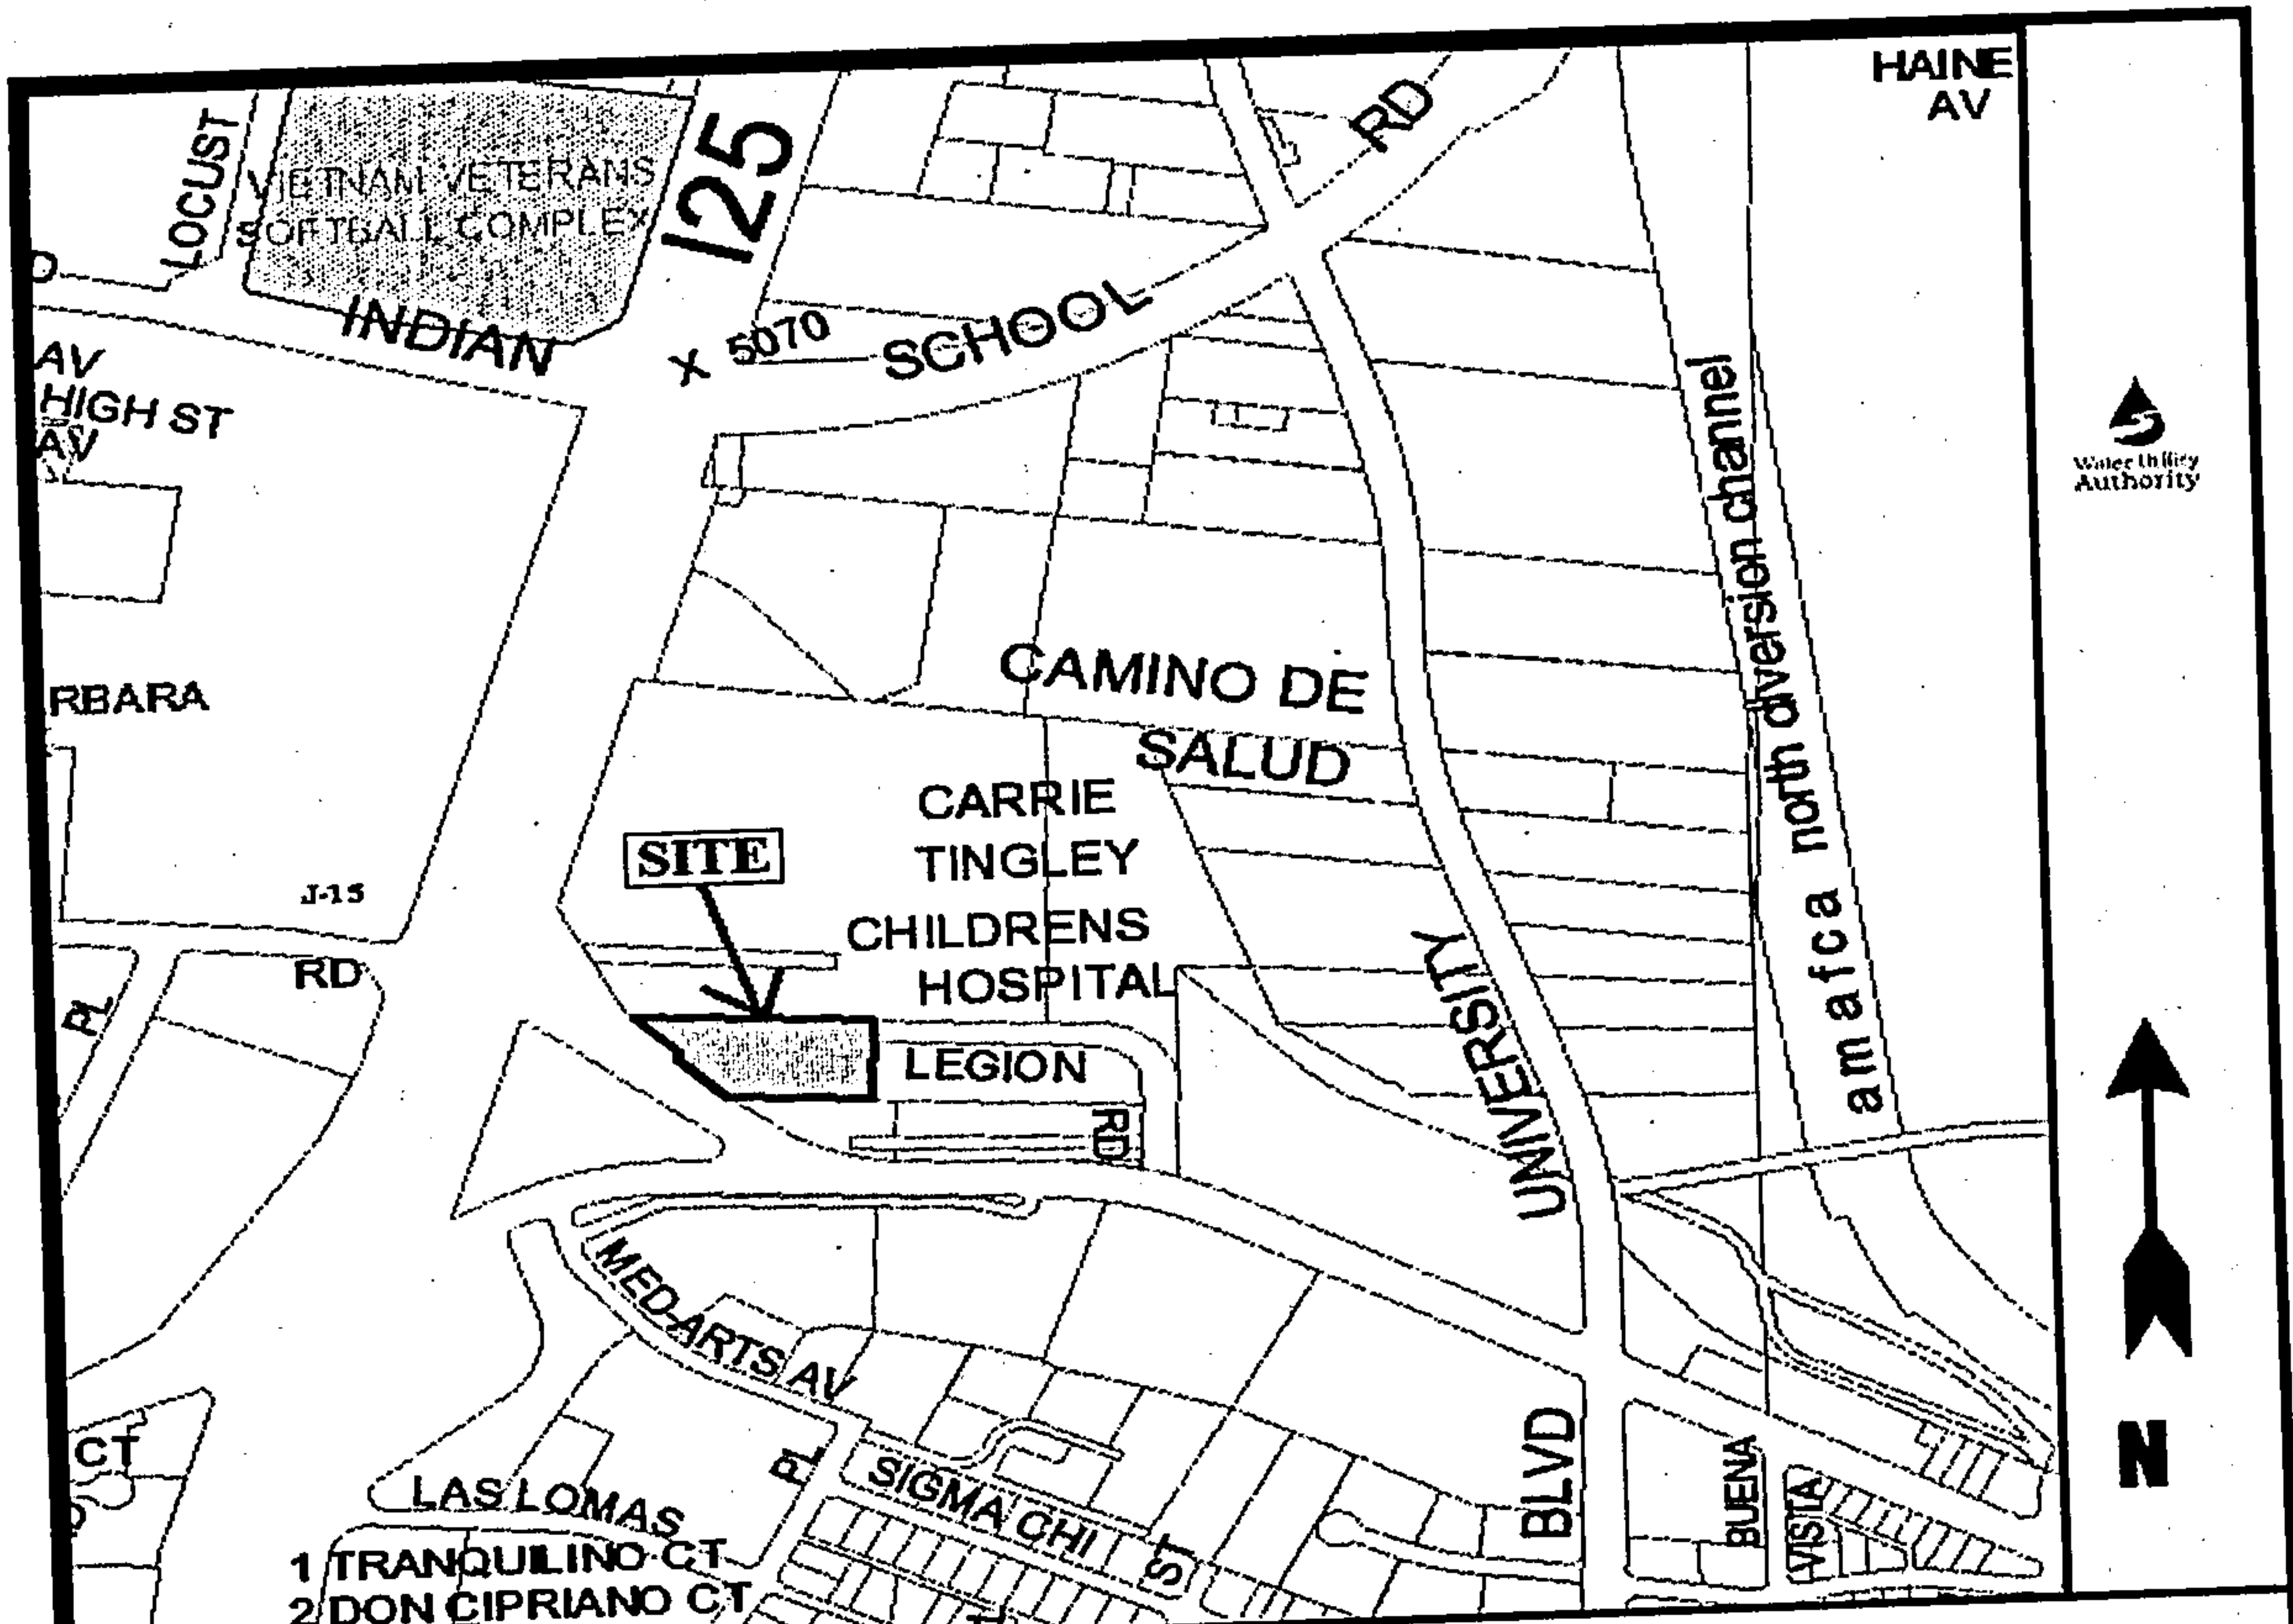 HAINE
AV
LOCUST
VIETNAM VETERANS
SOFTBALL COMPLEX
I25
RD
INDIAN
X 5070
SCHOOL
AV
HIGH ST
AV
Water Utility
Authority
north diversion channel
amafca
CAMINO DE
SALUD
RBARA
CARRIE
TINGLEY
CHILDRENS
HOSPITAL
SITE
J-15
RD
PL
LEGION
RD
UNIVERSITY
BLVD
MED ARTS AV
CT
PL
LAS LOMAS
SIGMA CHI
ST
BUENA
VISTA
N
1 TRANQUILINO CT
2 DON CIPRIANO CT